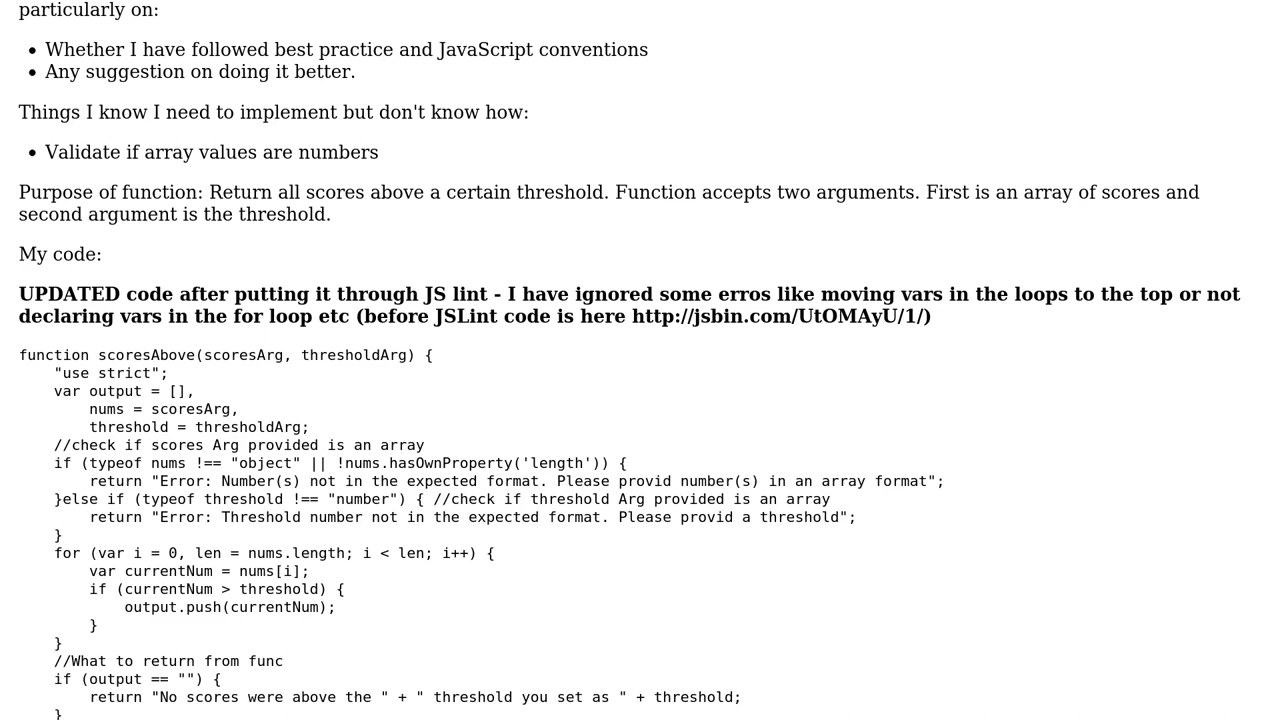 particularly on:
• Whether I have followed best practice and JavaScript conventions
• Any suggestion on doing it better.
Things I know I need to implement but don't know how:
• Validate if array values are numbers
Purpose of function: Return all scores above a certain threshold. Function accepts two arguments. First is an array of scores and
second argument is the threshold.
My code:
UPDATED code after putting it through JS lint - I have ignored some erros like moving vars in the loops to the top or not
declaring vars in the for loop etc (before JSLint code is here http://jsbin.com/UtOMAyU/1/)
function scoresAbove(scoresArg, thresholdArg) {
    "use strict";
    var output = [],
        nums = scoresArg,
        threshold = thresholdArg;
    //check if scores Arg provided is an array
    if (typeof nums !== "object" || !nums.hasOwnProperty('length')) {
        return "Error: Number(s) not in the expected format. Please provid number(s) in an array format";
    }else if (typeof threshold !== "number") { //check if threshold Arg provided is an array
        return "Error: Threshold number not in the expected format. Please provid a threshold";
    }
    for (var i = 0, len = nums.length; i < len; i++) {
        var currentNum = nums[i];
        if (currentNum > threshold) {
            output.push(currentNum);
        }
    }
    //What to return from func
    if (output == "") {
        return "No scores were above the " + " threshold you set as " + threshold;
    }